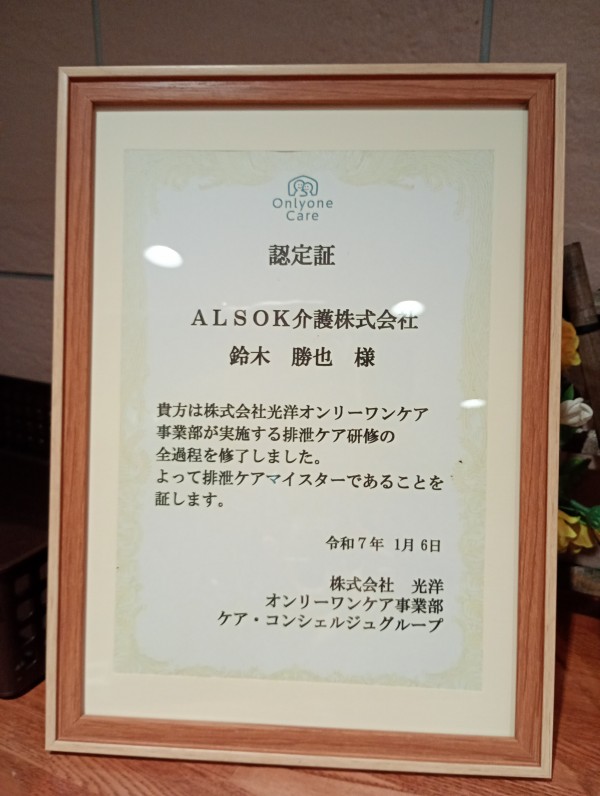 Onlyone
Care
認定証
ALSOK介護株式会社
鈴木 勝也 様
貴方は株式会社光洋オンリーワンケア
事業部が実施する排泄ケア研修の
全過程を修了しました。
よって排泄ケアマイスターであることを
証します。
令和7年 1月6日
株式会社 光洋
オンリーワンケア事業部
ケア・コンシェルジュグループ